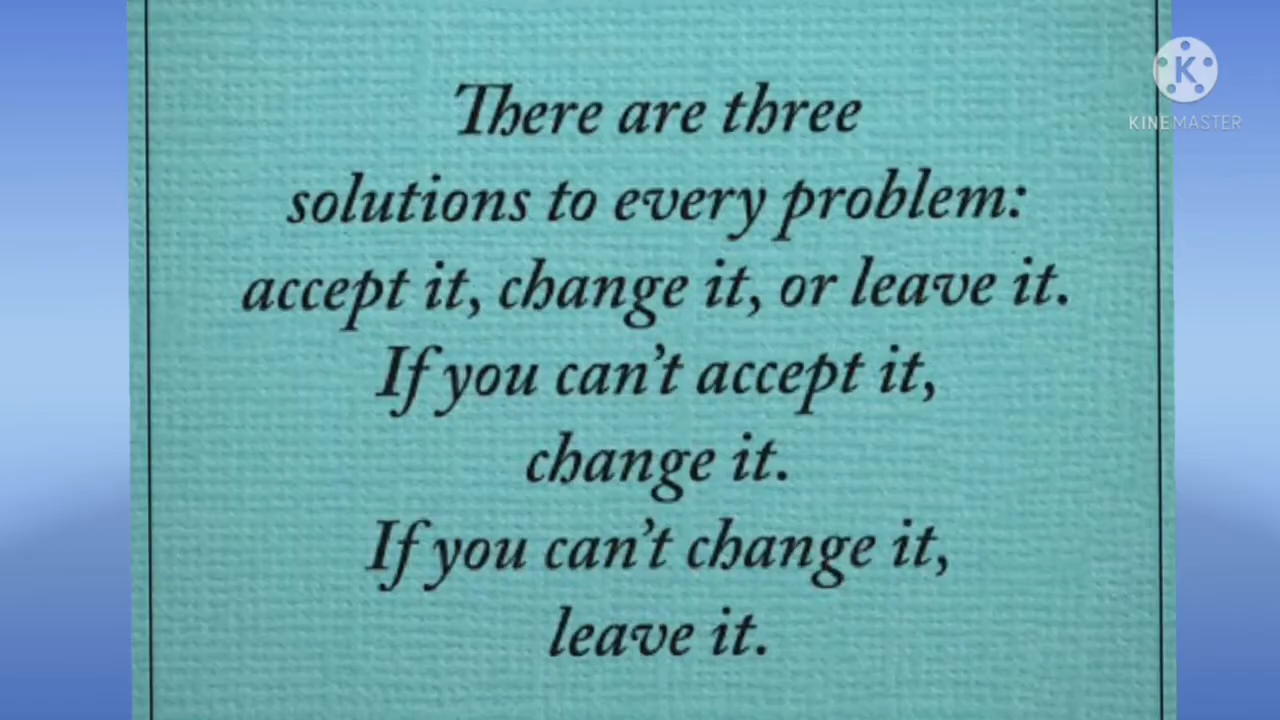 There are three
solutions to every problem:
accept it, change it, or leave it.
If you can't accept it,
change it.
If you can't change it,
leave it.
K
KINEMASTER